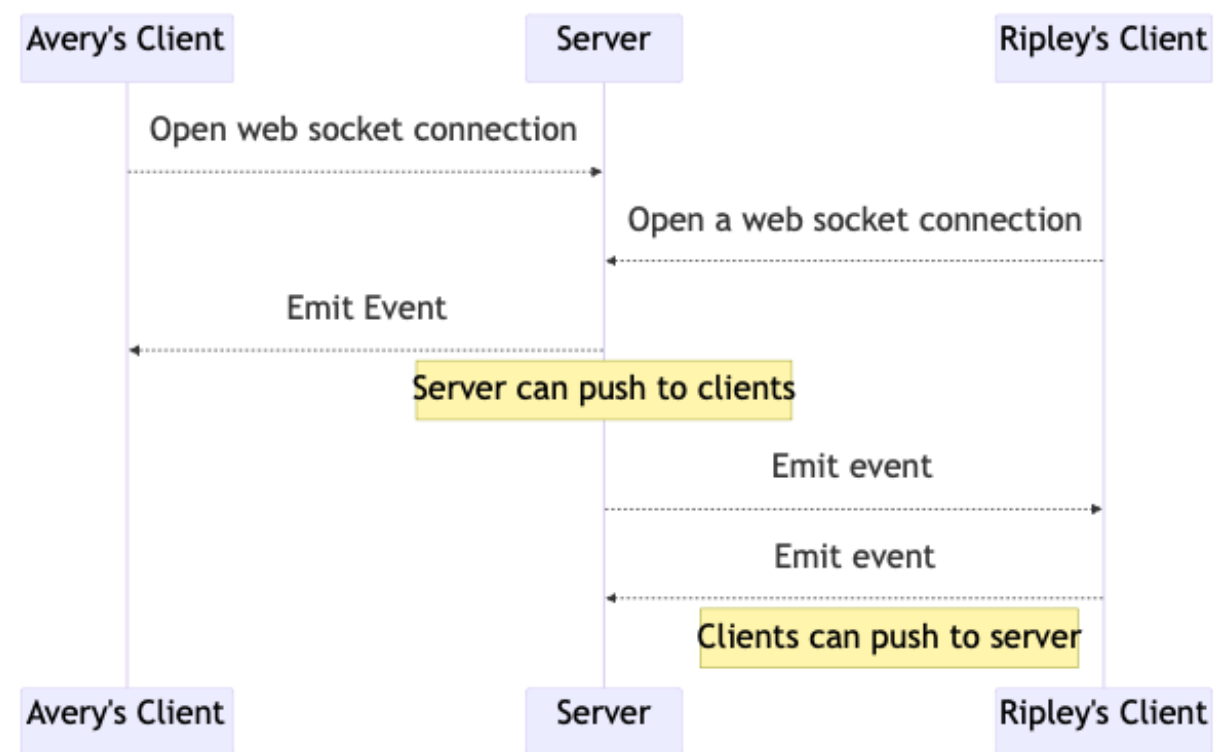 Avery's Client
Server
Ripley's Client
Open web socket connection
Open a web socket connection
Emit Event
Server can push to clients
Emit event
Emit event
Clients can push to server
Avery's Client
Server
Ripley's Client